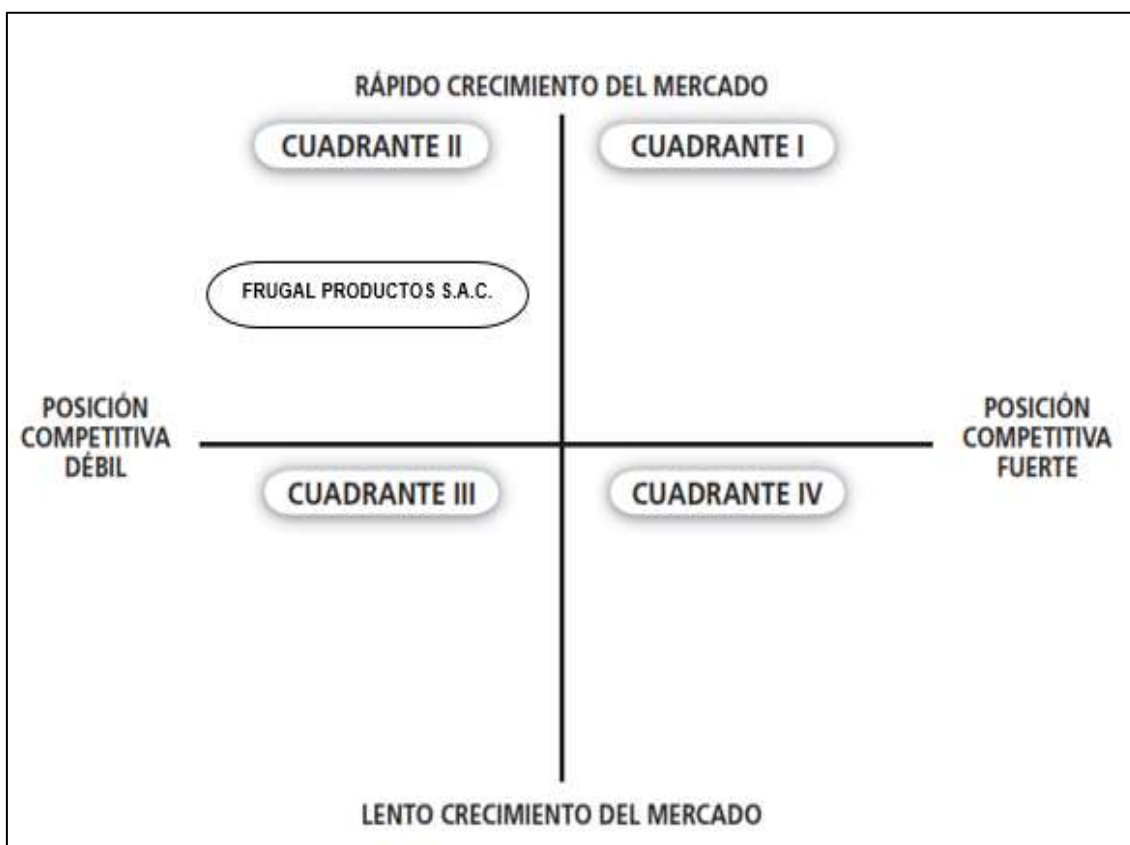 RÁPIDO CRECIMIENTO DEL MERCADO
CUADRANTE II
CUADRANTE I
FRUGAL PRODUCTOS S.A.C.
POSICIÓN
COMPETITIVA
DÉBIL
POSICIÓN
COMPETITIVA
FUERTE
CUADRANTE III
CUADRANTE IV
LENTO CRECIMIENTO DEL MERCADO